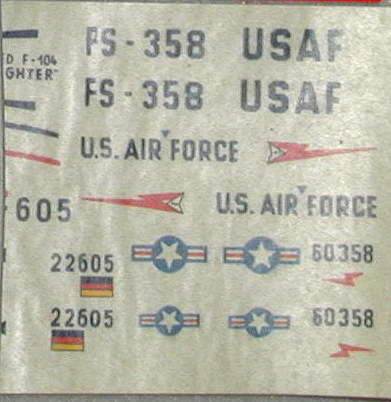 FS-358 USAF
D F-104
GHTER"
FS-358 USAF
U.S. AIR FORCE
605
U.S. AIR FORCE
22605
60358
22605
60358